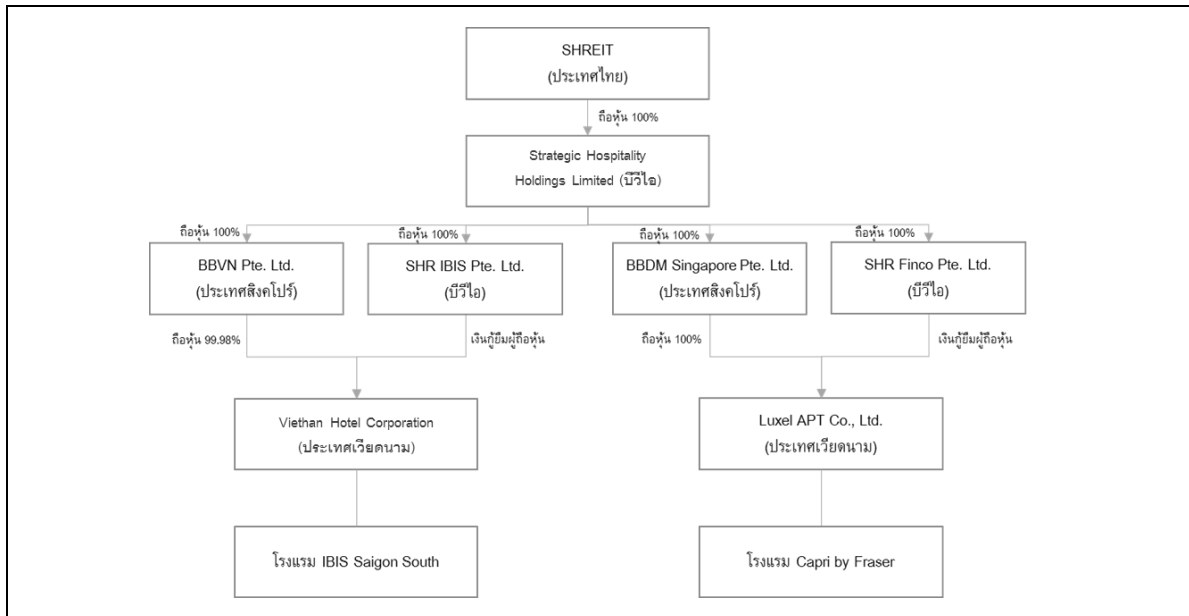 SHREIT
(ประเทศไทย)
ถือหุ้น 100%
Strategic Hospitality
Holdings Limited (บีวีไอ)
ถือหุ้น 100%
ถือหุ้น 100%
ถือหุ้น 100%
ถือหุ้น 100%
BBVN Pte. Ltd.
(ประเทศสิงคโปร์)
SHR IBIS Pte. Ltd.
(บีวีไอ)
BBDM Singapore Pte. Ltd.
(ประเทศสิงคโปร์)
SHR Finco Pte. Ltd.
(บีวีไอ)
ถือหุ้น 99.98%
เงินกู้ยืมผู้ถือหุ้น
ถือหุ้น 100%
เงินกู้ยืมผู้ถือหุ้น
Viethan Hotel Corporation
(ประเทศเวียดนาม)
Luxel APT Co., Ltd.
(ประเทศเวียดนาม)
โรงแรม IBIS Saigon South
โรงแรม Capri by Fraser